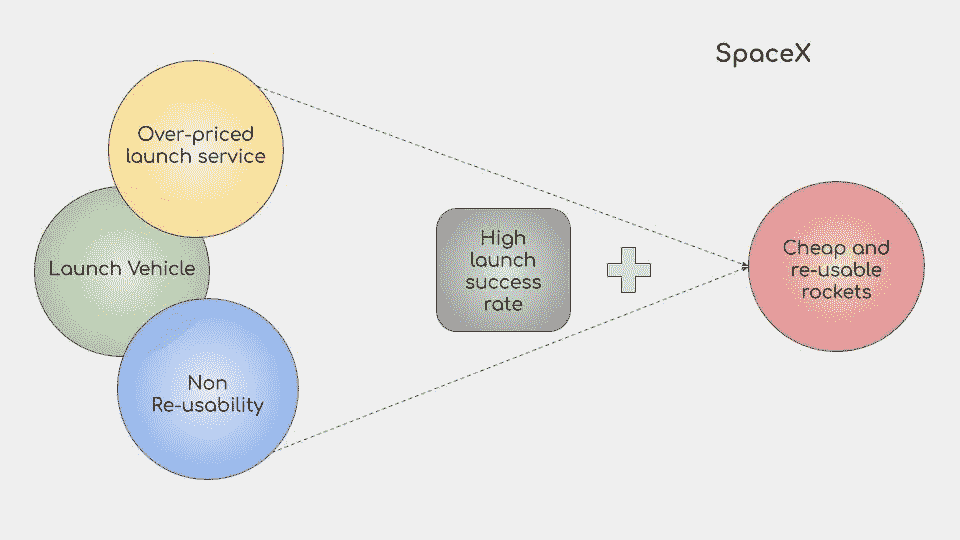 SpaceX
Over-priced
launch service
Launch Vehicle
Non
Re-usability
High
launch
success
rate
Cheap and
re-usable
rockets